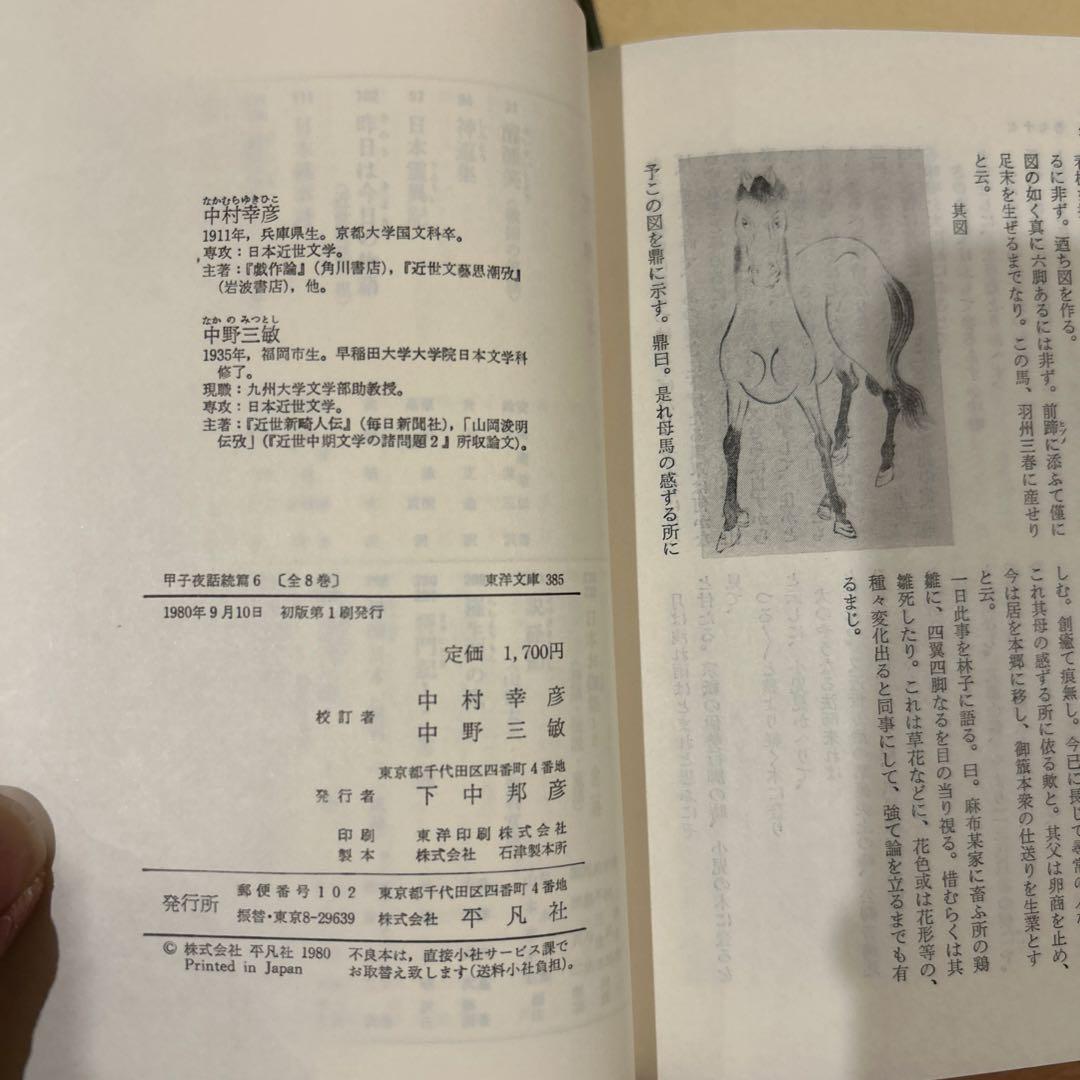 なかむらゆきひこ
中村幸彦
1911年，兵庫県生。京都大学国文科卒。
専攻：日本近世文学。
主著：『戯作論』（角川書店），『近世文藝思潮攷』
（岩波書店），他。
なかのみつとし
中野三敏
1935年，福岡市生。早稲田大学大学院日本文学科
修了。
現職：九州大学文学部助教授。
専攻：日本近世文学。
主著：『近世新畸人伝』（毎日新聞社），「山岡浚明
伝攷」（『近世中期文学の諸問題２』所収論文）。
甲子夜話続篇６〔全８巻〕 東洋文庫 385
1980年９月10日 初版第１刷発行
定価 1,700円
校訂者 中村幸彦
中野三敏
東京都千代田区四番町４番地
発行者 下中邦彦
印刷 東洋印刷株式会社
製本 株式会社 石津製本所
発行所 郵便番号102 東京都千代田区四番町４番地
振替・東京8-29639 株式会社 平凡社
© 株式会社 平凡社 1980 不良本は，直接小社サービス課で
Printed in Japan お取替え致します（送料小社負担）。
るに非ず。廼ち図を作る。
図の如く真に六脚あるには非ず。前蹄に添ふて僅に
足末を生ぜるまでなり。この馬、羽州三春に産せり
と云。
其図
予この図を鼎に示す。鼎曰。是れ母馬の感ずる所に
しむ。創癒て痕無し。今已に長じて尋常の
これ其母の感ずる所に依る歟と。其父は卵商を止め、
今は居を本郷に移し、御籏本衆の仕送りを生業とす
と云。
一日此事を林子に語る。曰。麻布某家に畜ふ所の鶏
雛に、四翼四脚なるを目の当り視る。惜むらくは其
雛死したり。これは草花などに、花色或は花形等の、
種々変化出ると同事にして、強て論を立るまでも有
るまじ。